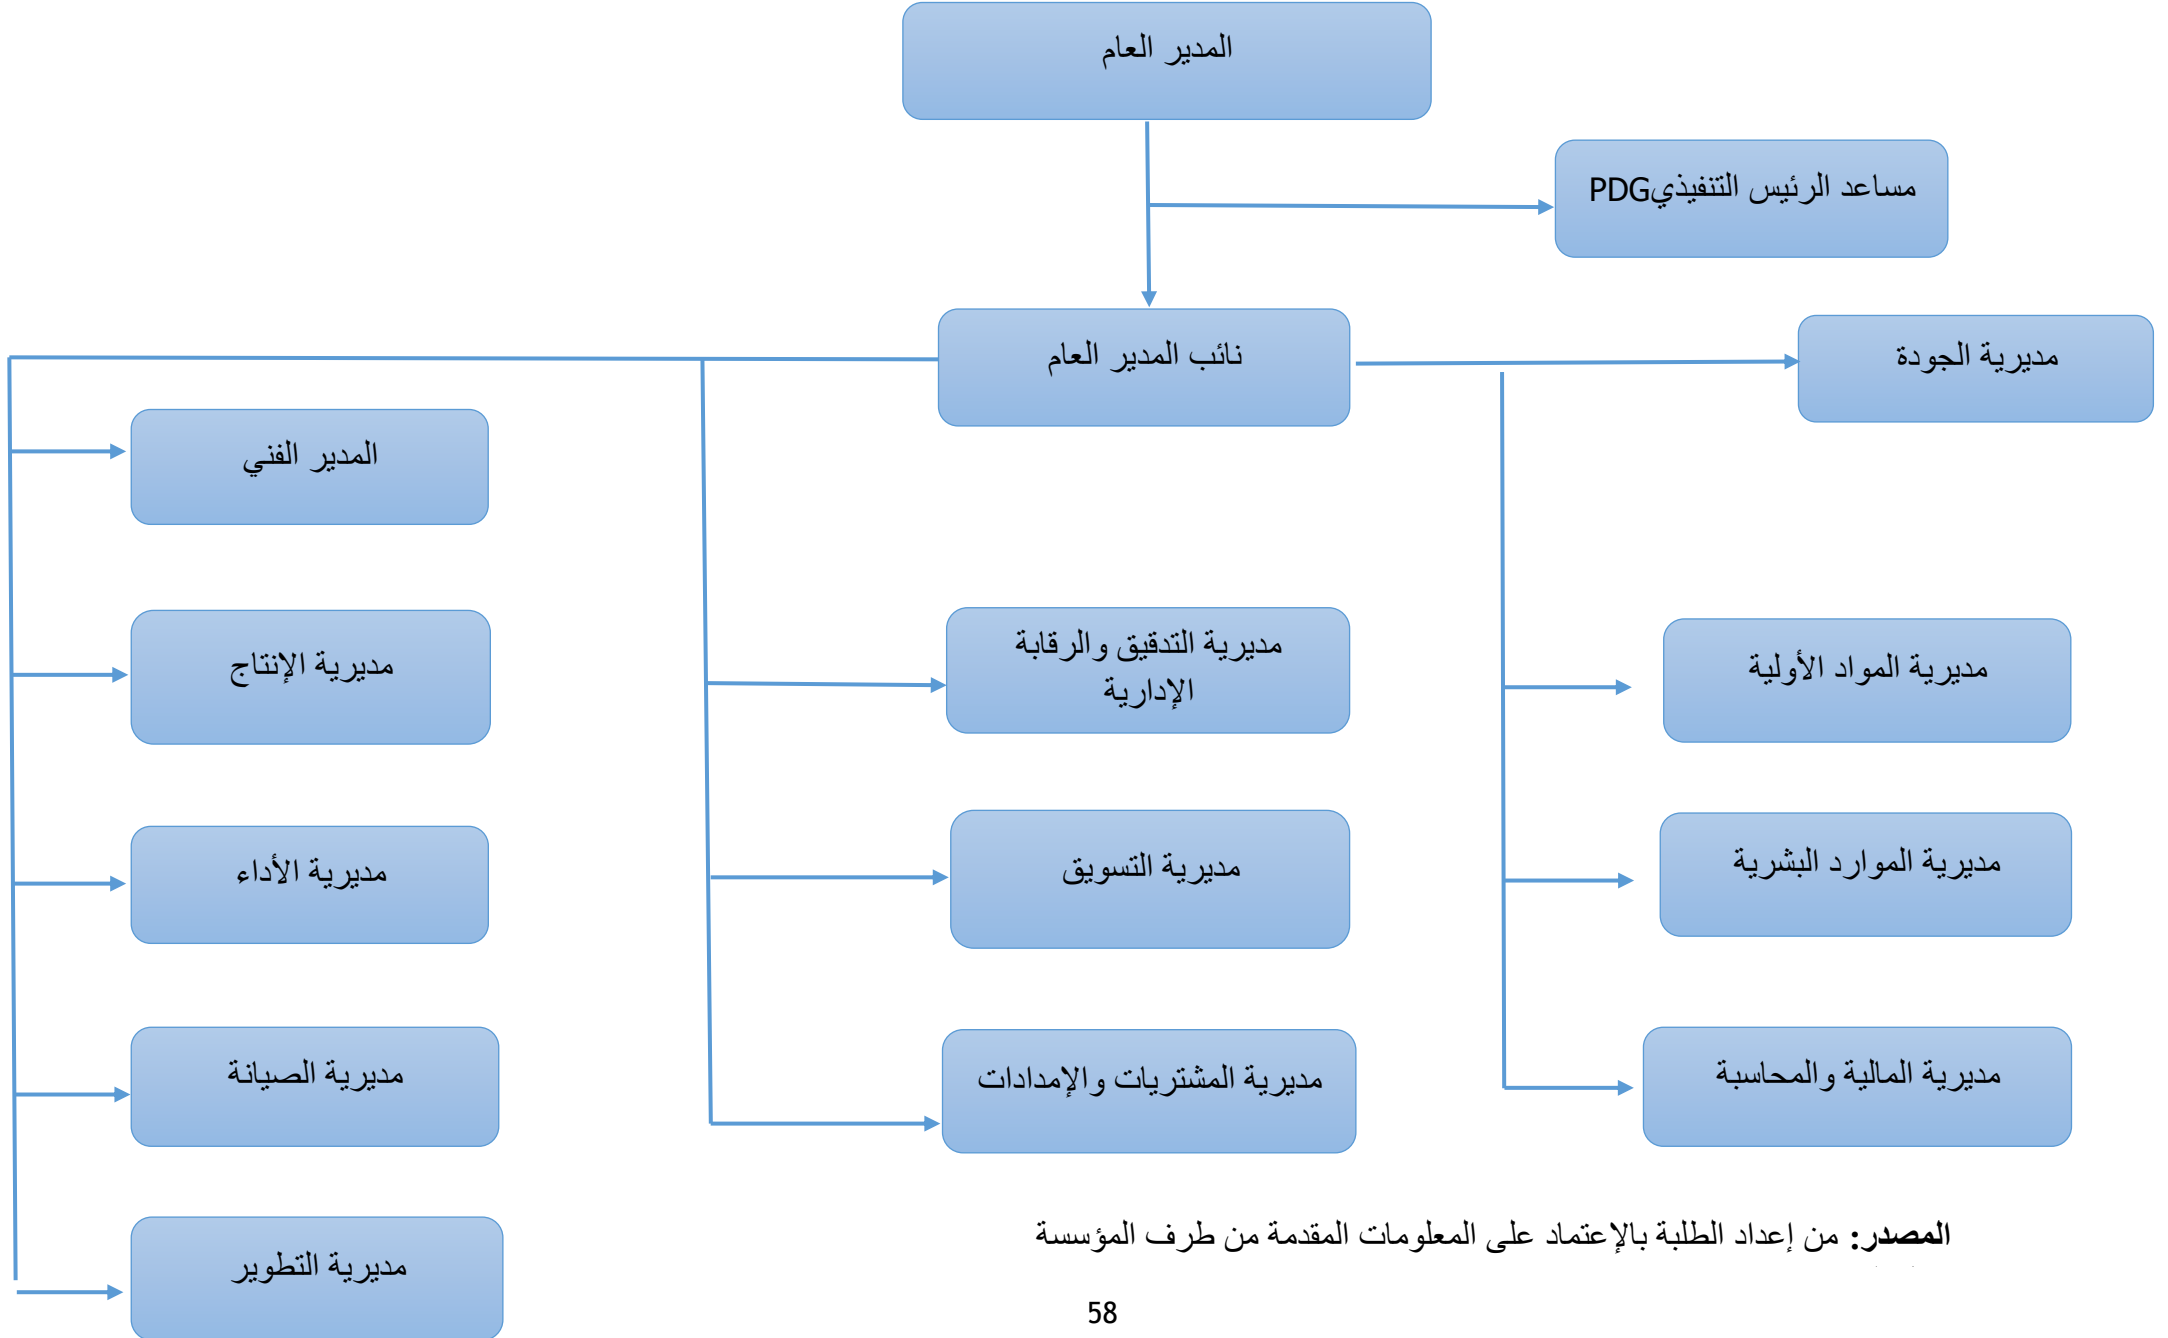 المدير العام
مساعد الرئيس التنفيذيPDG
نائب المدير العام
مديرية الجودة
المدير الفني
مديرية الإنتاج
مديرية الأداء
مديرية الصيانة
مديرية التطوير
مديرية التدقيق والرقابة
الإدارية
مديرية التسويق
مديرية المشتريات والإمدادات
مديرية المواد الأولية
مديرية الموارد البشرية
مديرية المالية والمحاسبة
المصدر: من إعداد الطلبة بالإعتماد على المعلومات المقدمة من طرف المؤسسة
58